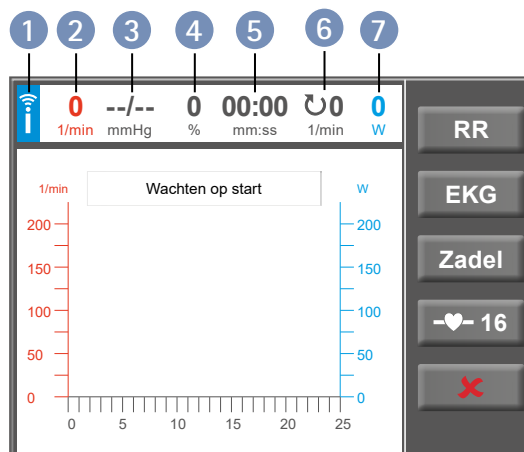 1 2 3 4 5 6 7
i 0 --/-- 0 00:00 ↻0 0
1/min mmHg % mm:ss 1/min W
RR
EKG
Zadel
16
Wachten op start
1/min W
200 200
150 150
100 100
50 50
0 0
0 5 10 15 20 25